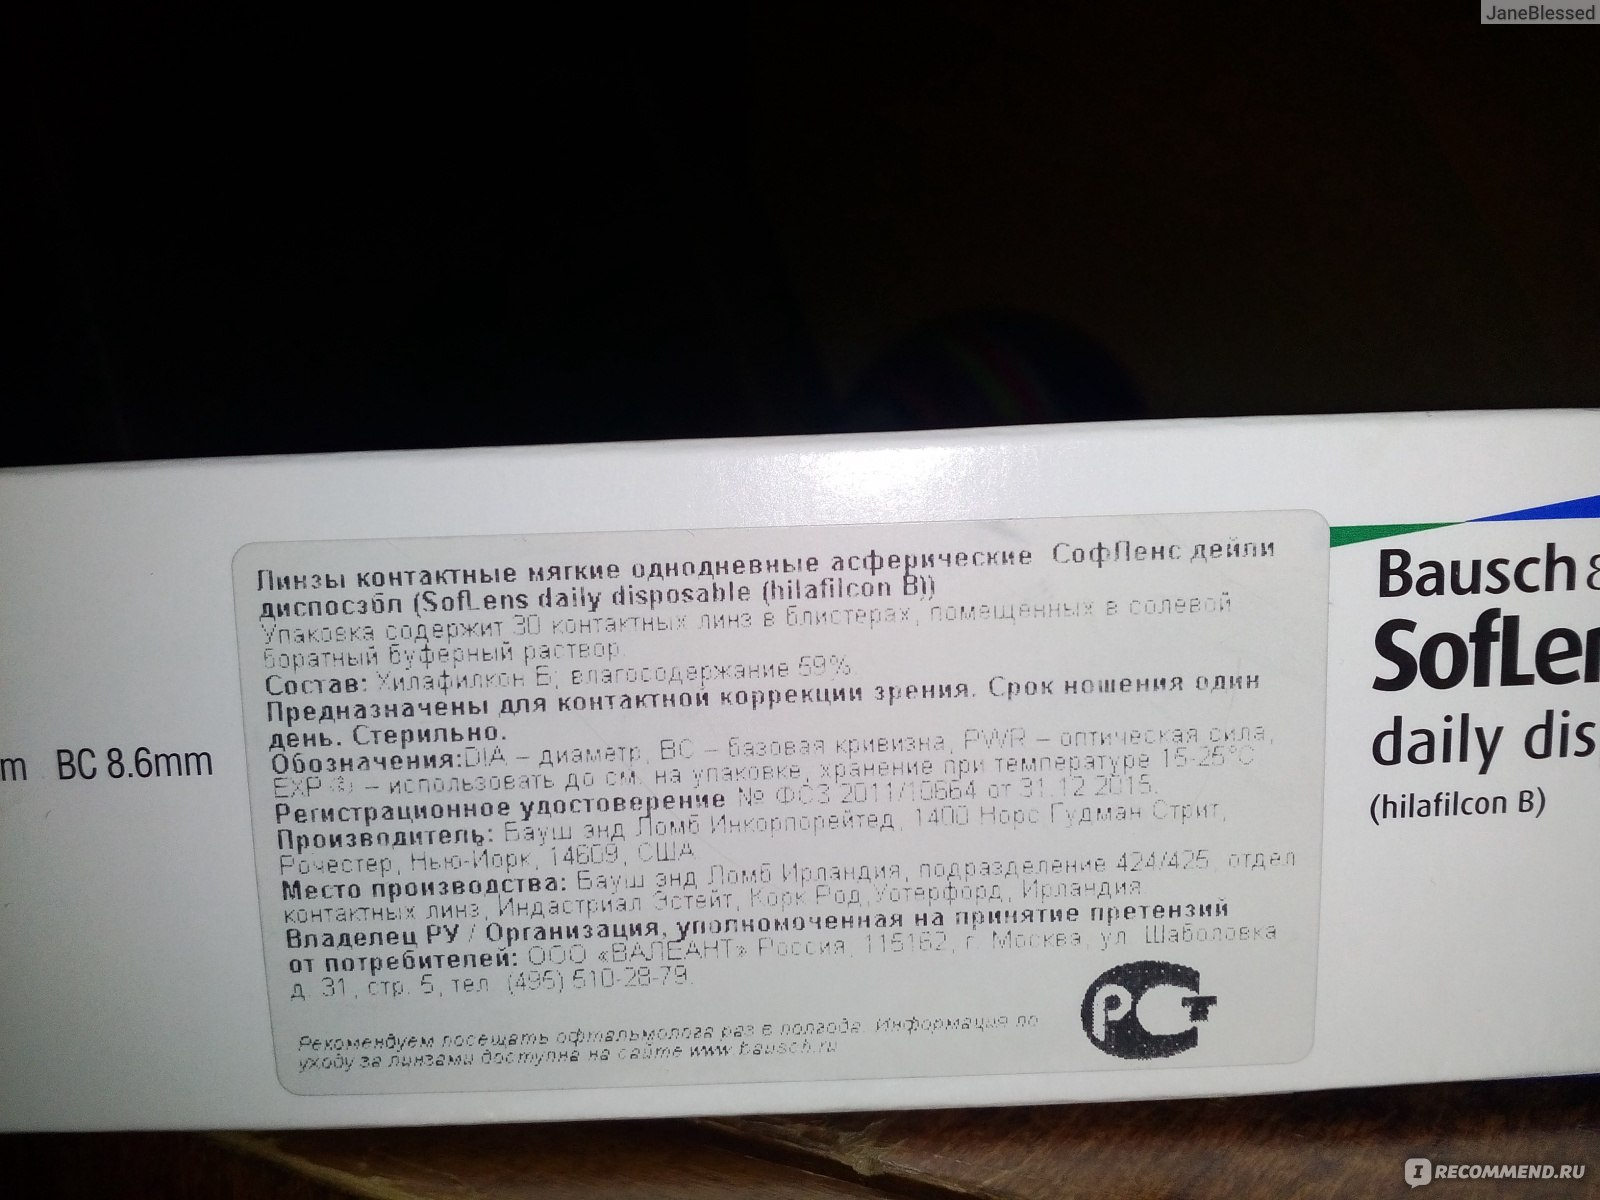 JaneBlessed
m BC 8.6mm
Линзы контактные мягкие однодневные асферические СофЛенс дейли
диспосэбл (SofLens daily disposable (hilafilcon B))
Упаковка содержит 30 контактных линз в блистерах, помещенных в солевой
боратный буферный раствор.
Состав: Хилафилкон Б, влагосодержание 59%.
Предназначены для контактной коррекции зрения. Срок ношения один
день. Стерильно.
Обозначения:DIA – диаметр, BC – базовая кривизна, PWR – оптическая сила,
EXP – использовать до см. на упаковке, хранение при температуре 15-25°C
Регистрационное удостоверение № ФСЗ 2011/10664 от 31.12.2015.
Производитель: Бауш энд Ломб Инкорпорейтед, 1400 Норс Гудман Стрит,
Рочестер, Нью-Йорк, 14609, США
Место производства: Бауш энд Ломб Ирландия, подразделение 424/425, отдел
контактных линз, Индастриал Эстейт, Корк Род,Уотерфорд, Ирландия.
Владелец РУ / Организация, уполномоченная на принятие претензий
от потребителей: ООО «ВАЛЕАНТ» Россия, 115162, г. Москва, ул. Шаболовка
д. 31, стр. 5, тел. (495) 510-28-79.
Рекомендуем посещать офтальмолога раз в полгода. Информация по
уходу за линзами доступна на сайте www.bausch.ru
РСТ
Bausch &
SofLen
daily dis
(hilafilcon B)
IRECOMMEND.RU